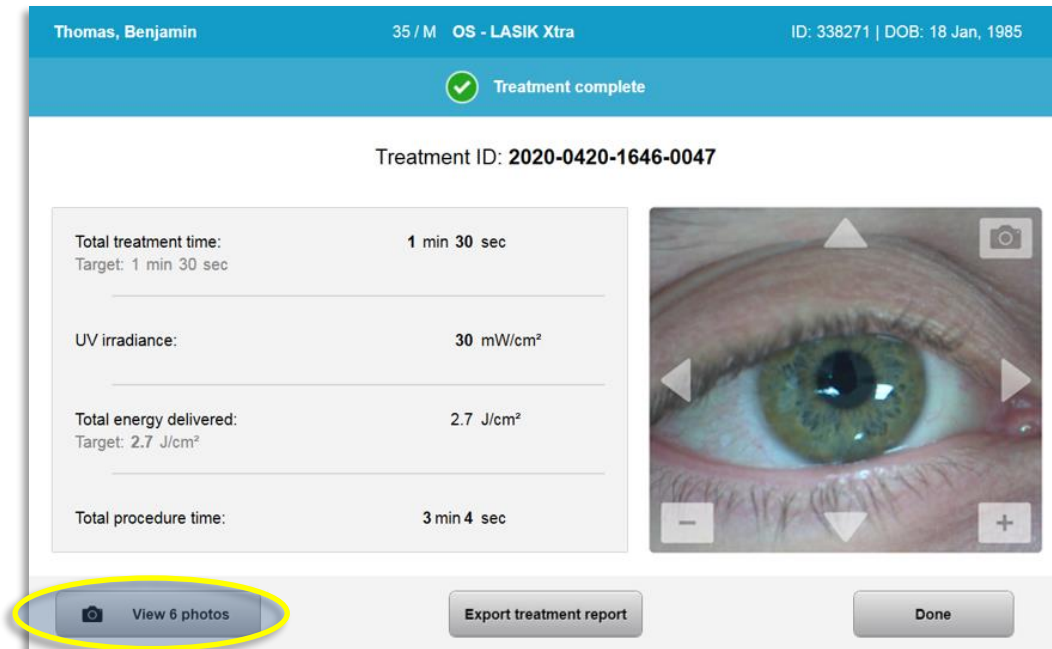 Thomas, Benjamin 35 / M OS - LASIK Xtra ID: 338271 | DOB: 18 Jan, 1985
Treatment complete
Treatment ID: 2020-0420-1646-0047
Total treatment time: 1 min 30 sec
Target: 1 min 30 sec
UV irradiance: 30 mW/cm²
Total energy delivered: 2.7 J/cm²
Target: 2.7 J/cm²
Total procedure time: 3 min 4 sec
View 6 photos Export treatment report Done